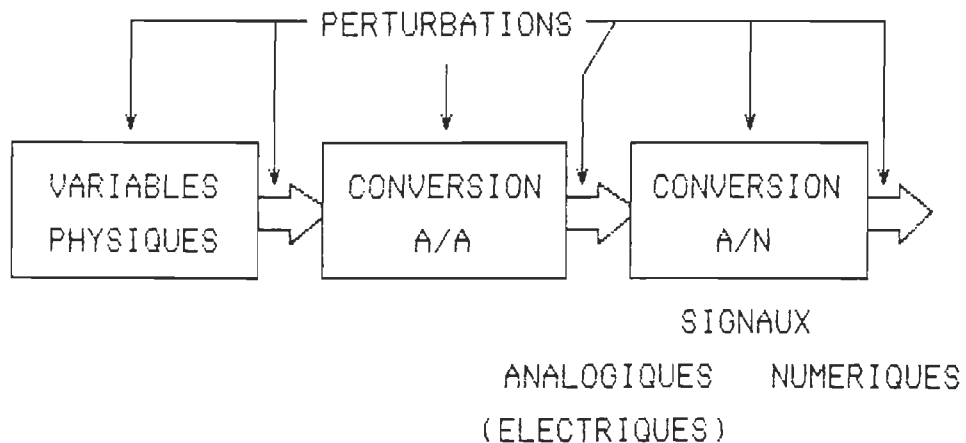 PERTURBATIONS
VARIABLES
PHYSIQUES
CONVERSION
A/A
CONVERSION
A/N
SIGNAUX
ANALOGIQUES NUMERIQUES
(ELECTRIQUES)